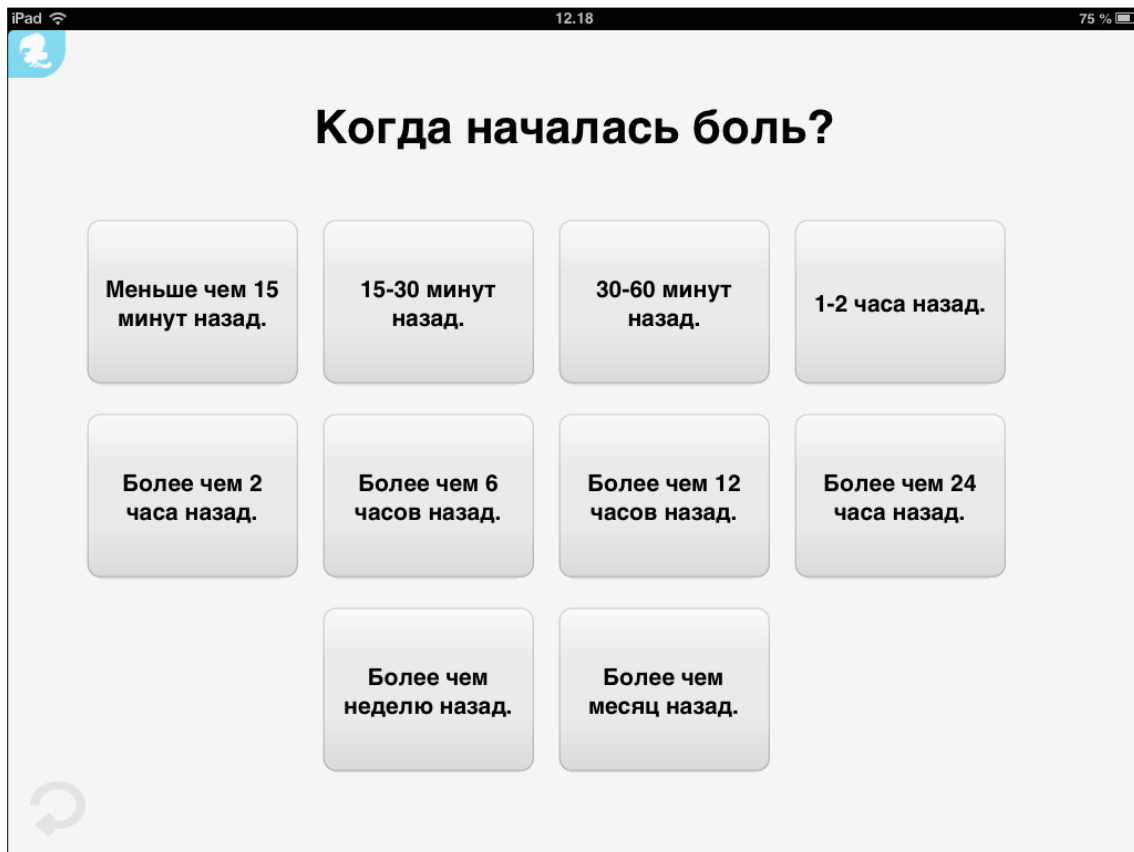 iPad 12.18 75 %
Когда началась боль?
Меньше чем 15
минут назад.
15-30 минут
назад.
30-60 минут
назад.
1-2 часа назад.
Более чем 2
часа назад.
Более чем 6
часов назад.
Более чем 12
часов назад.
Более чем 24
часа назад.
Более чем
неделю назад.
Более чем
месяц назад.